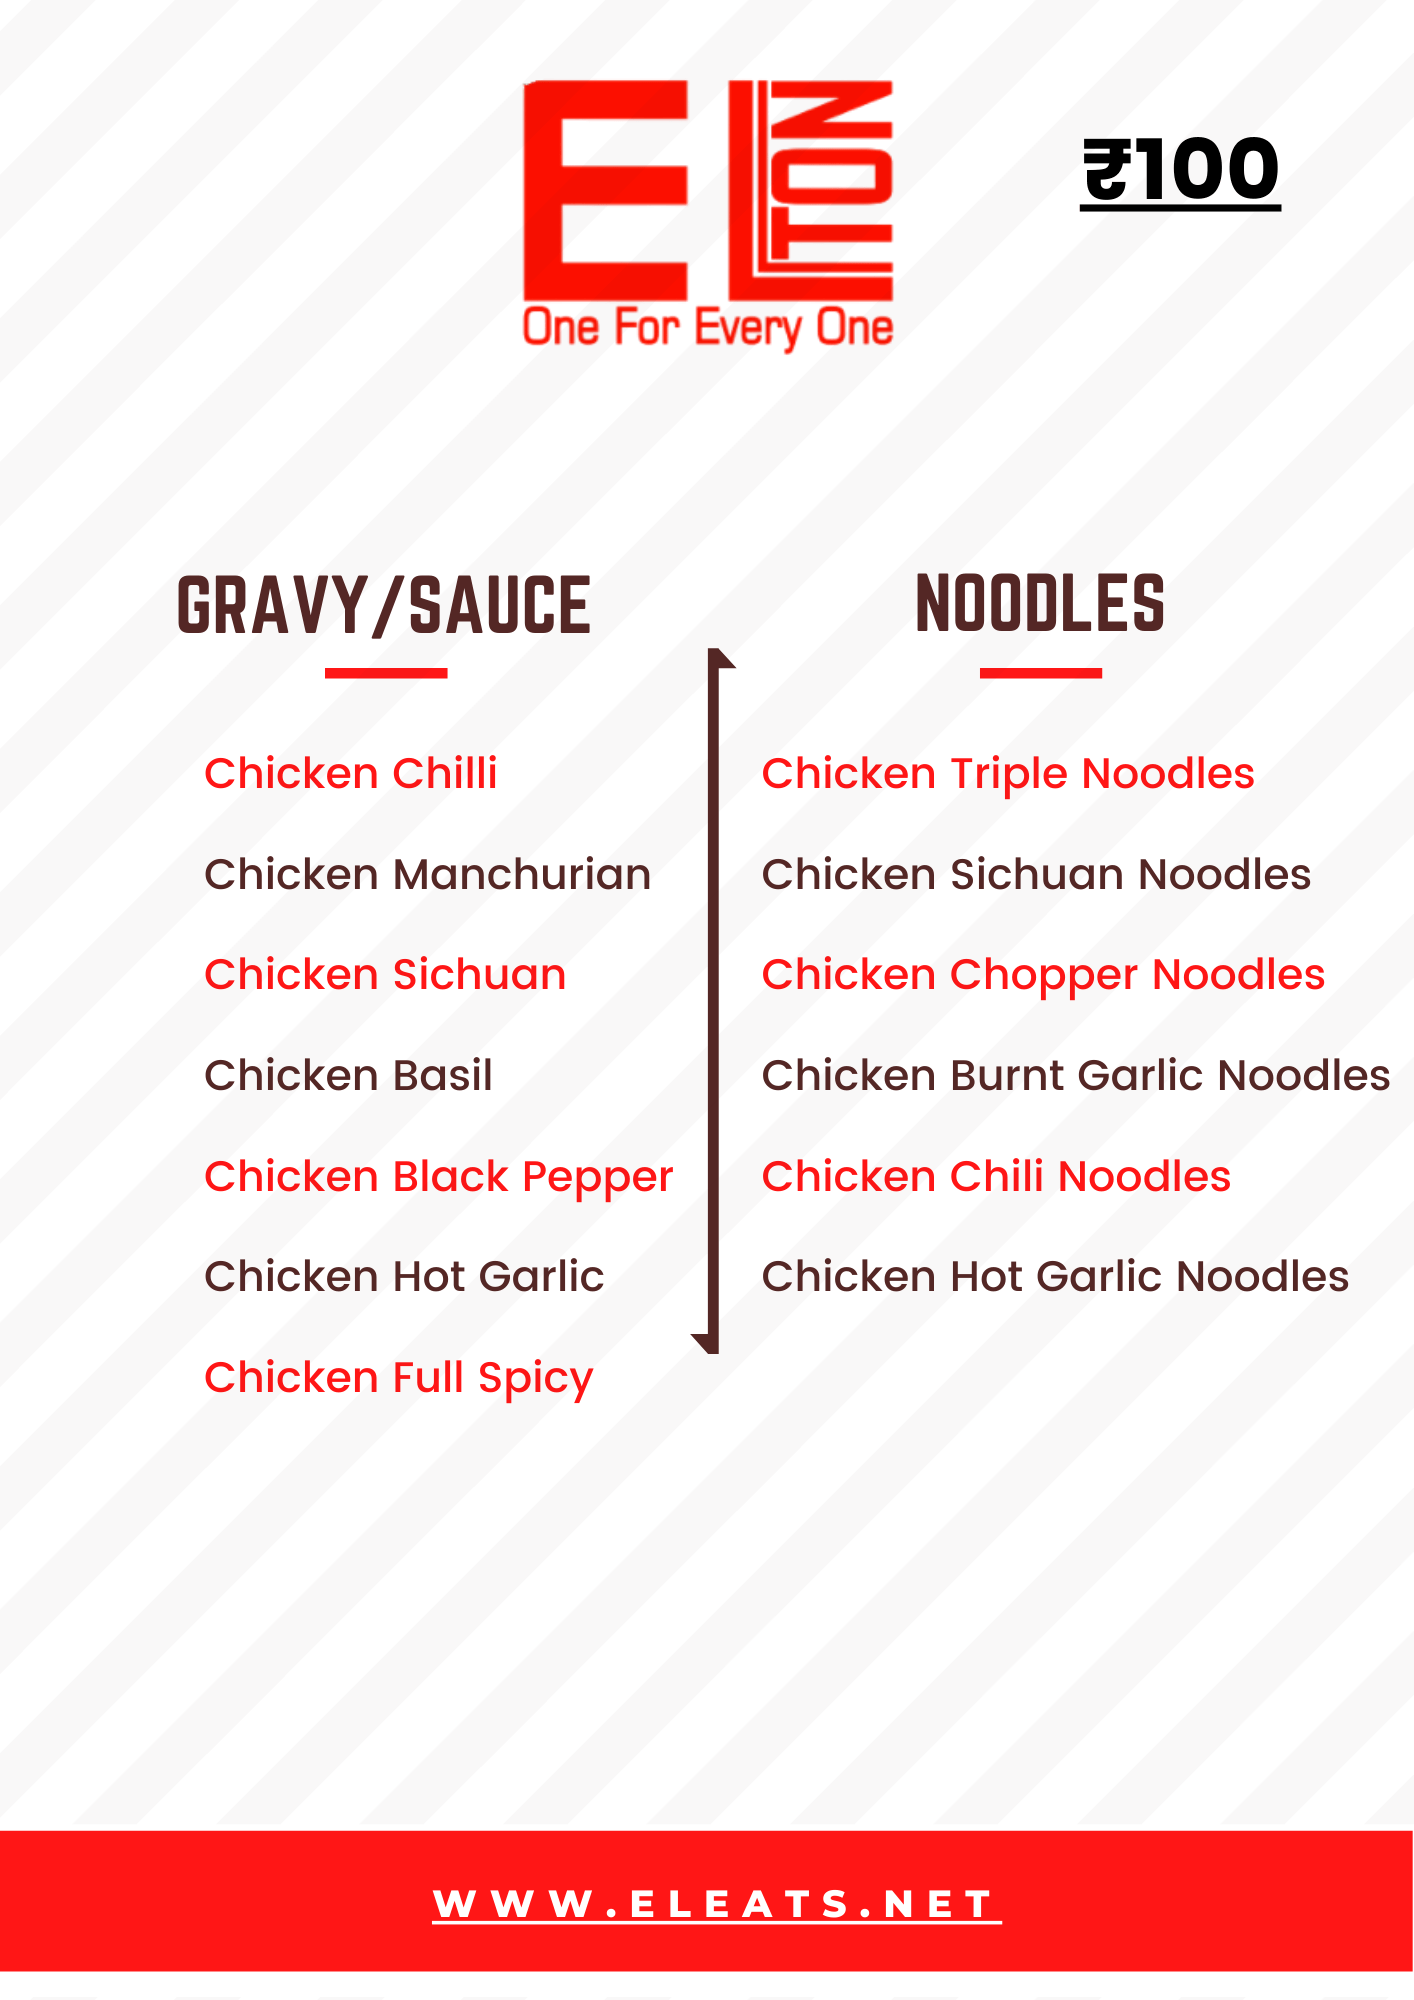 ELTON
One For Every One
₹100
GRAVY/SAUCE
Chicken Chilli
Chicken Manchurian
Chicken Sichuan
Chicken Basil
Chicken Black Pepper
Chicken Hot Garlic
Chicken Full Spicy
NOODLES
Chicken Triple Noodles
Chicken Sichuan Noodles
Chicken Chopper Noodles
Chicken Burnt Garlic Noodles
Chicken Chili Noodles
Chicken Hot Garlic Noodles
WWW.ELEATS.NET